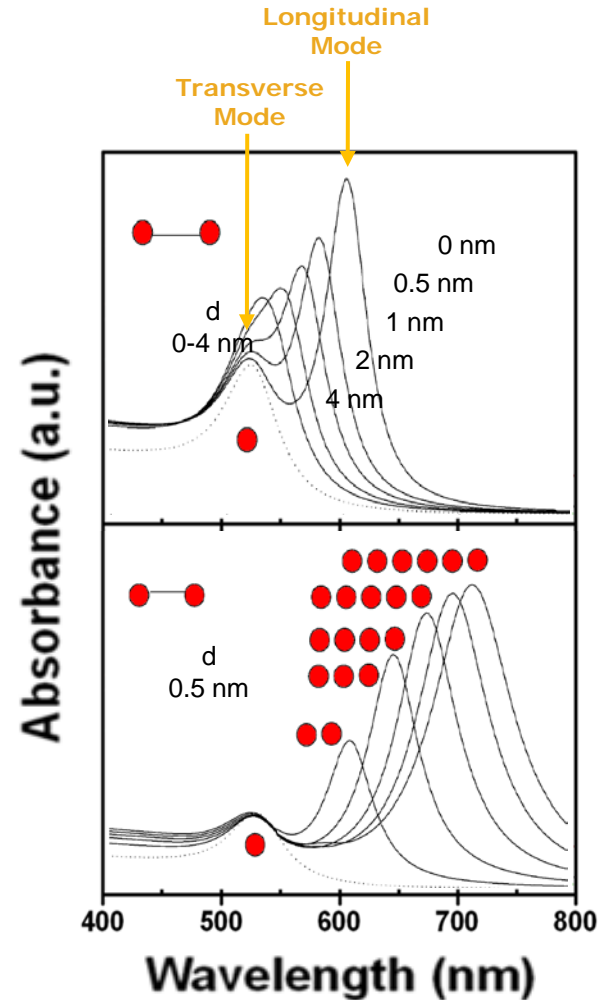 Longitudinal
Mode
Transverse
Mode
0 nm
0.5 nm
d
1 nm
0-4 nm
2 nm
4 nm
Absorbance (a.u.)
d
0.5 nm
400 500 600 700 800
Wavelength (nm)